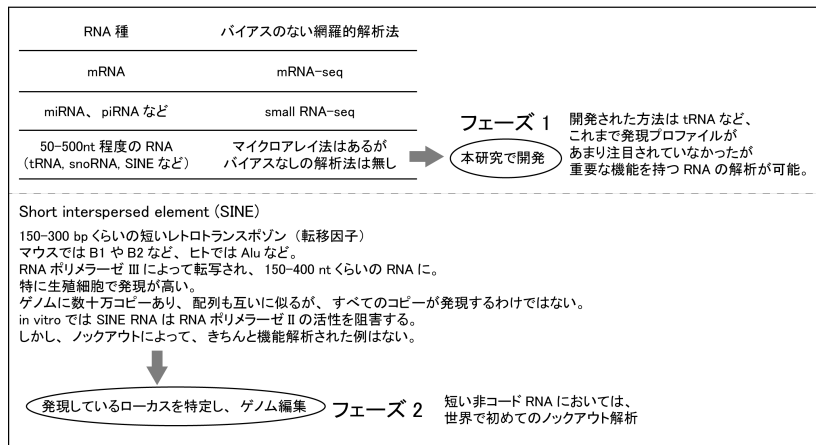 RNA 種 バイアスのない網羅的解析法
mRNA mRNA-seq
miRNA、piRNA など small RNA-seq
50-500nt 程度の RNA マイクロアレイ法はあるが
(tRNA, snoRNA, SINE など) バイアスなしの解析法は無し
フェーズ 1
本研究で開発
開発された方法は tRNA など、
これまで発現プロファイルが
あまり注目されていなかったが
重要な機能を持つ RNA の解析が可能。
Short interspersed element (SINE)
150-300 bp くらいの短いレトロトランスポゾン（転移因子）
マウスでは B1 や B2 など、ヒトでは Alu など。
RNA ポリメラーゼ III によって転写され、150-400 nt くらいの RNA に。
特に生殖細胞で発現が高い。
ゲノムに数十万コピーあり、配列も互いに似るが、すべてのコピーが発現するわけではない。
in vitro では SINE RNA は RNA ポリメラーゼ II の活性を阻害する。
しかし、ノックアウトによって、きちんと機能解析された例はない。
発現しているローカスを特定し、ゲノム編集
フェーズ 2
短い非コード RNA においては、
世界で初めてのノックアウト解析